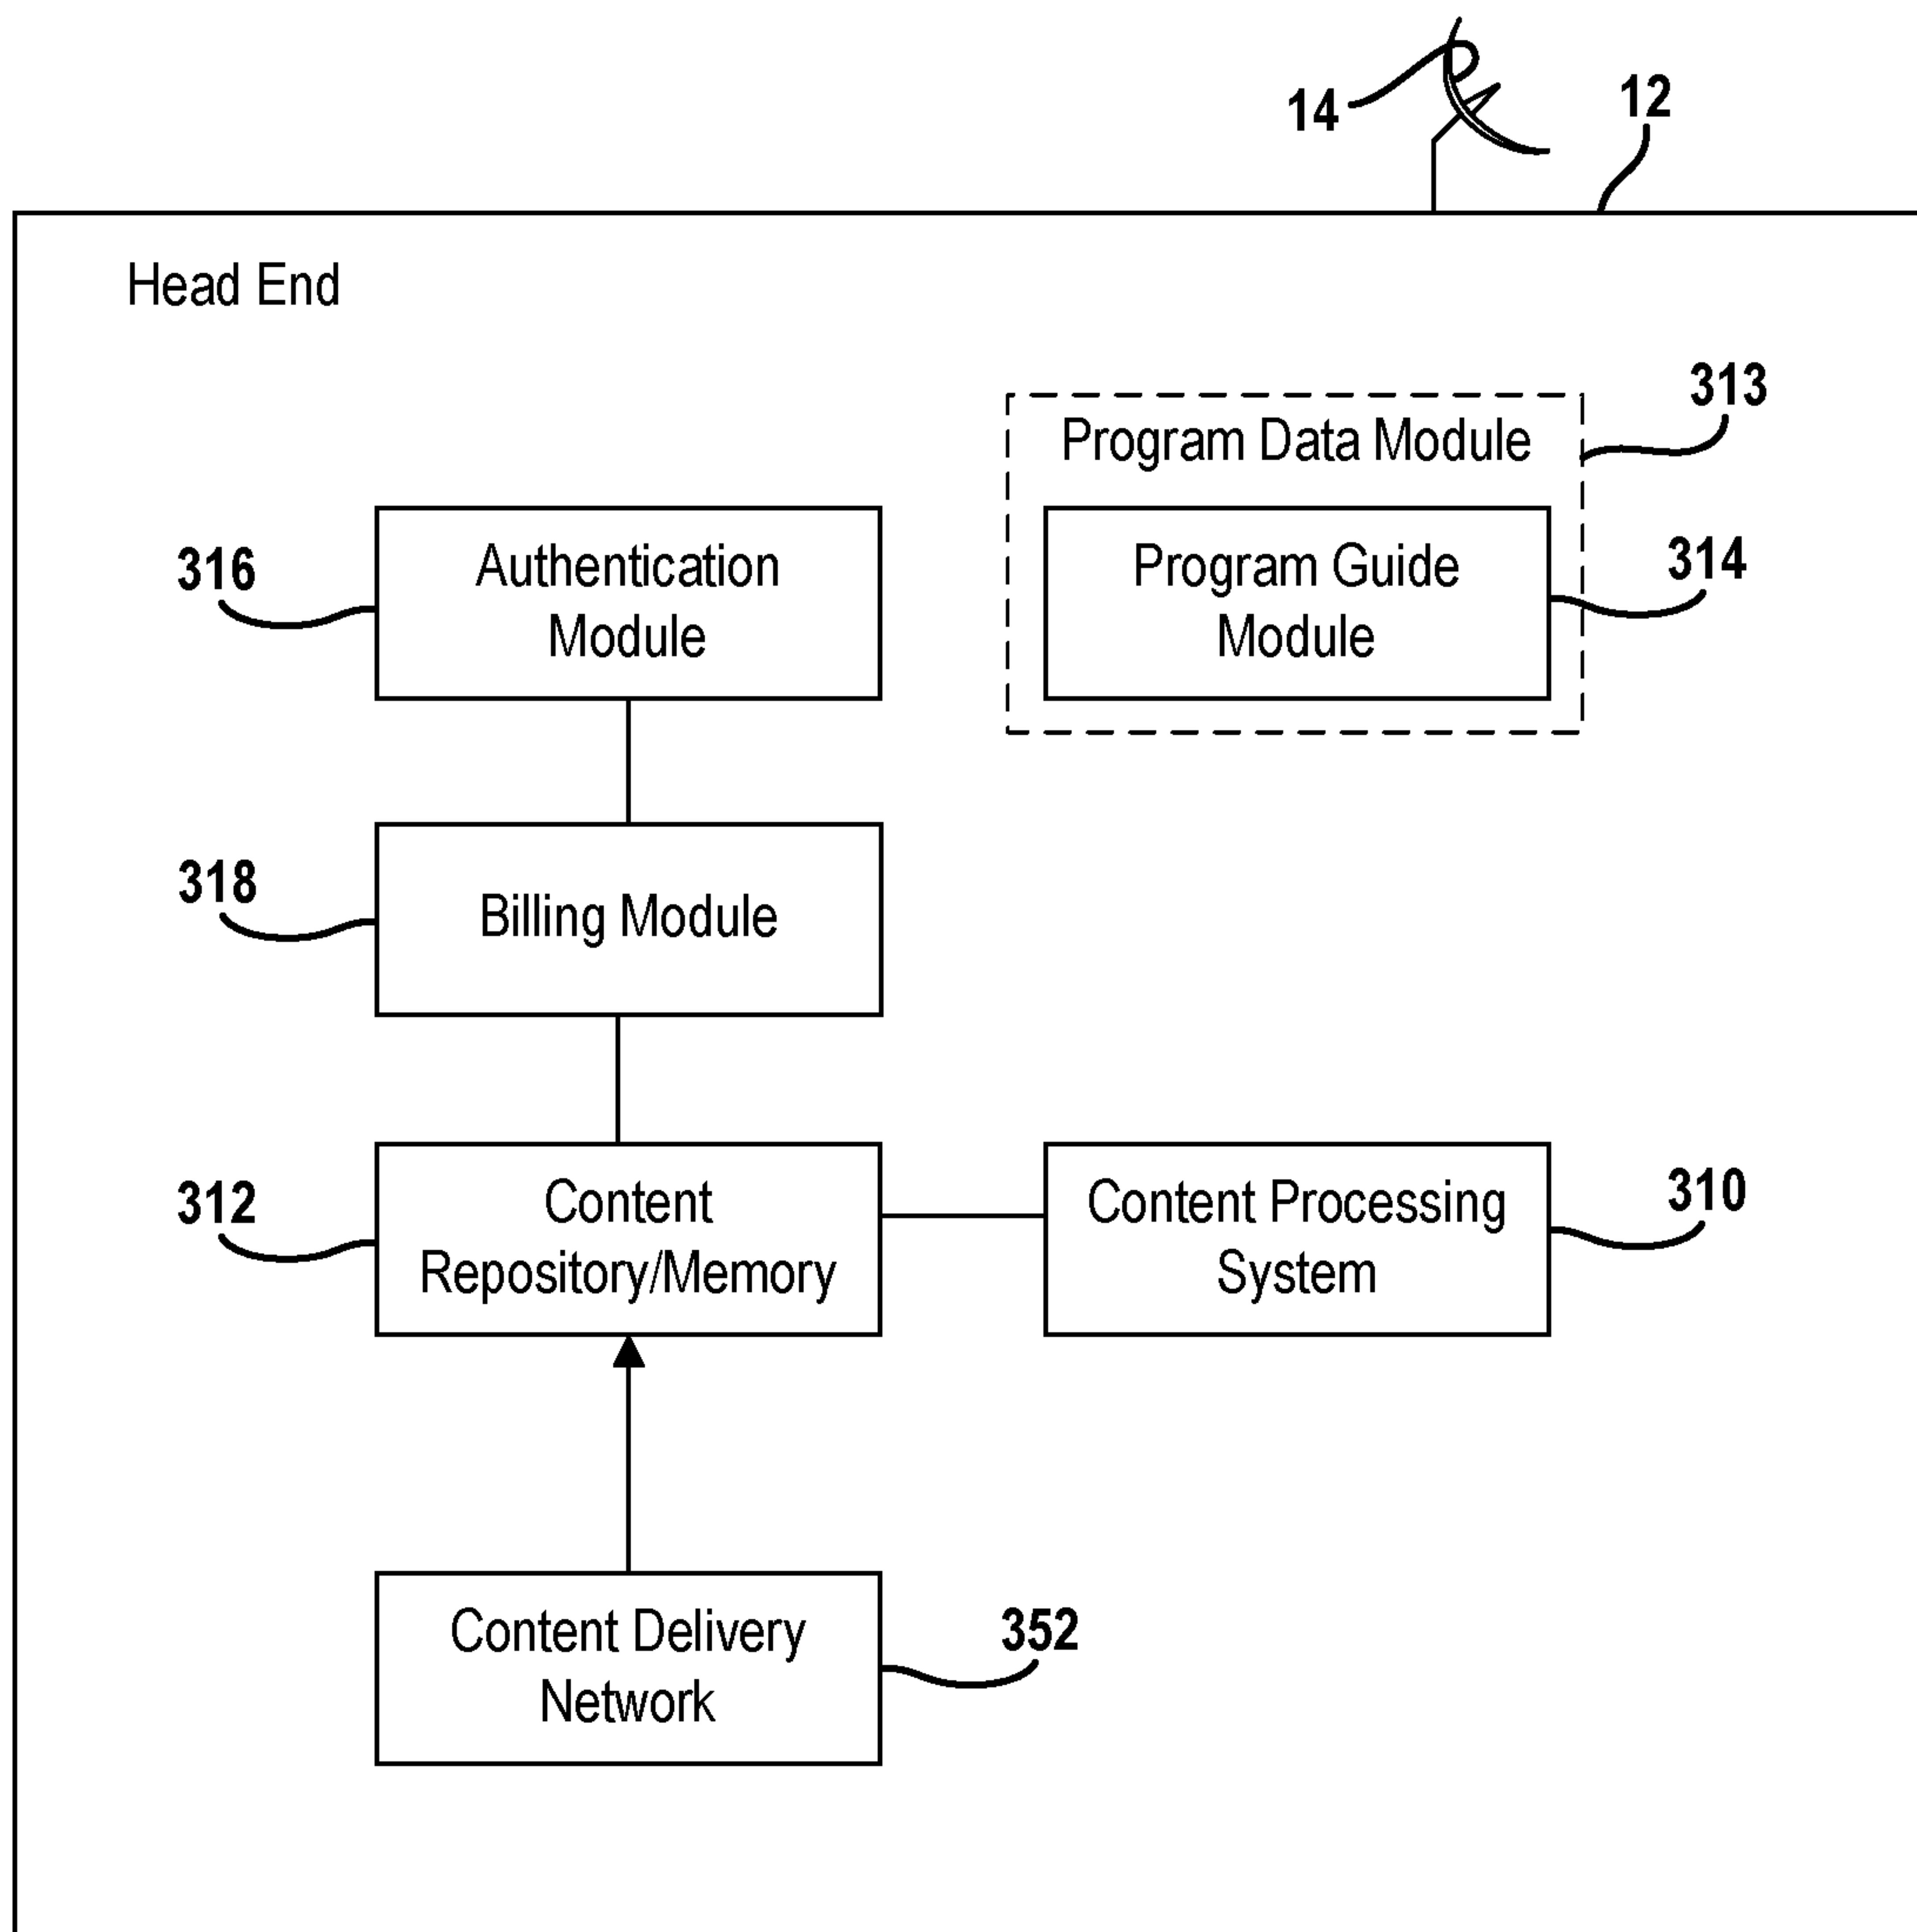 14
12
Head End
313
Program Data Module
316
Authentication
Module
Program Guide
Module
314
318
Billing Module
312
Content
Repository/Memory
Content Processing
System
310
Content Delivery
Network
352